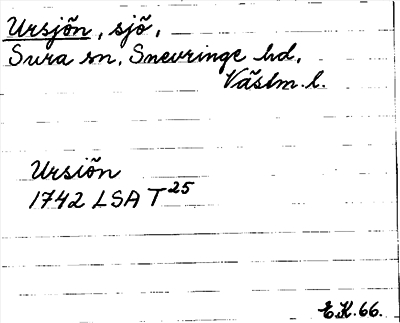 Ursjön, sjö,
Sura sn, Snevringe hd,
Västm. l.
Ursiön
1742 LSA T25
E.K. 66.